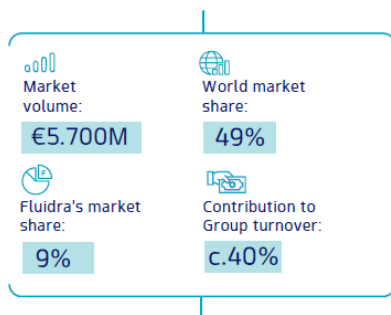 Market
volume:
€5.700M
World market
share:
49%
F
Fluidra's market
share:
9%
Contribution to
Group turnover:
c.40%